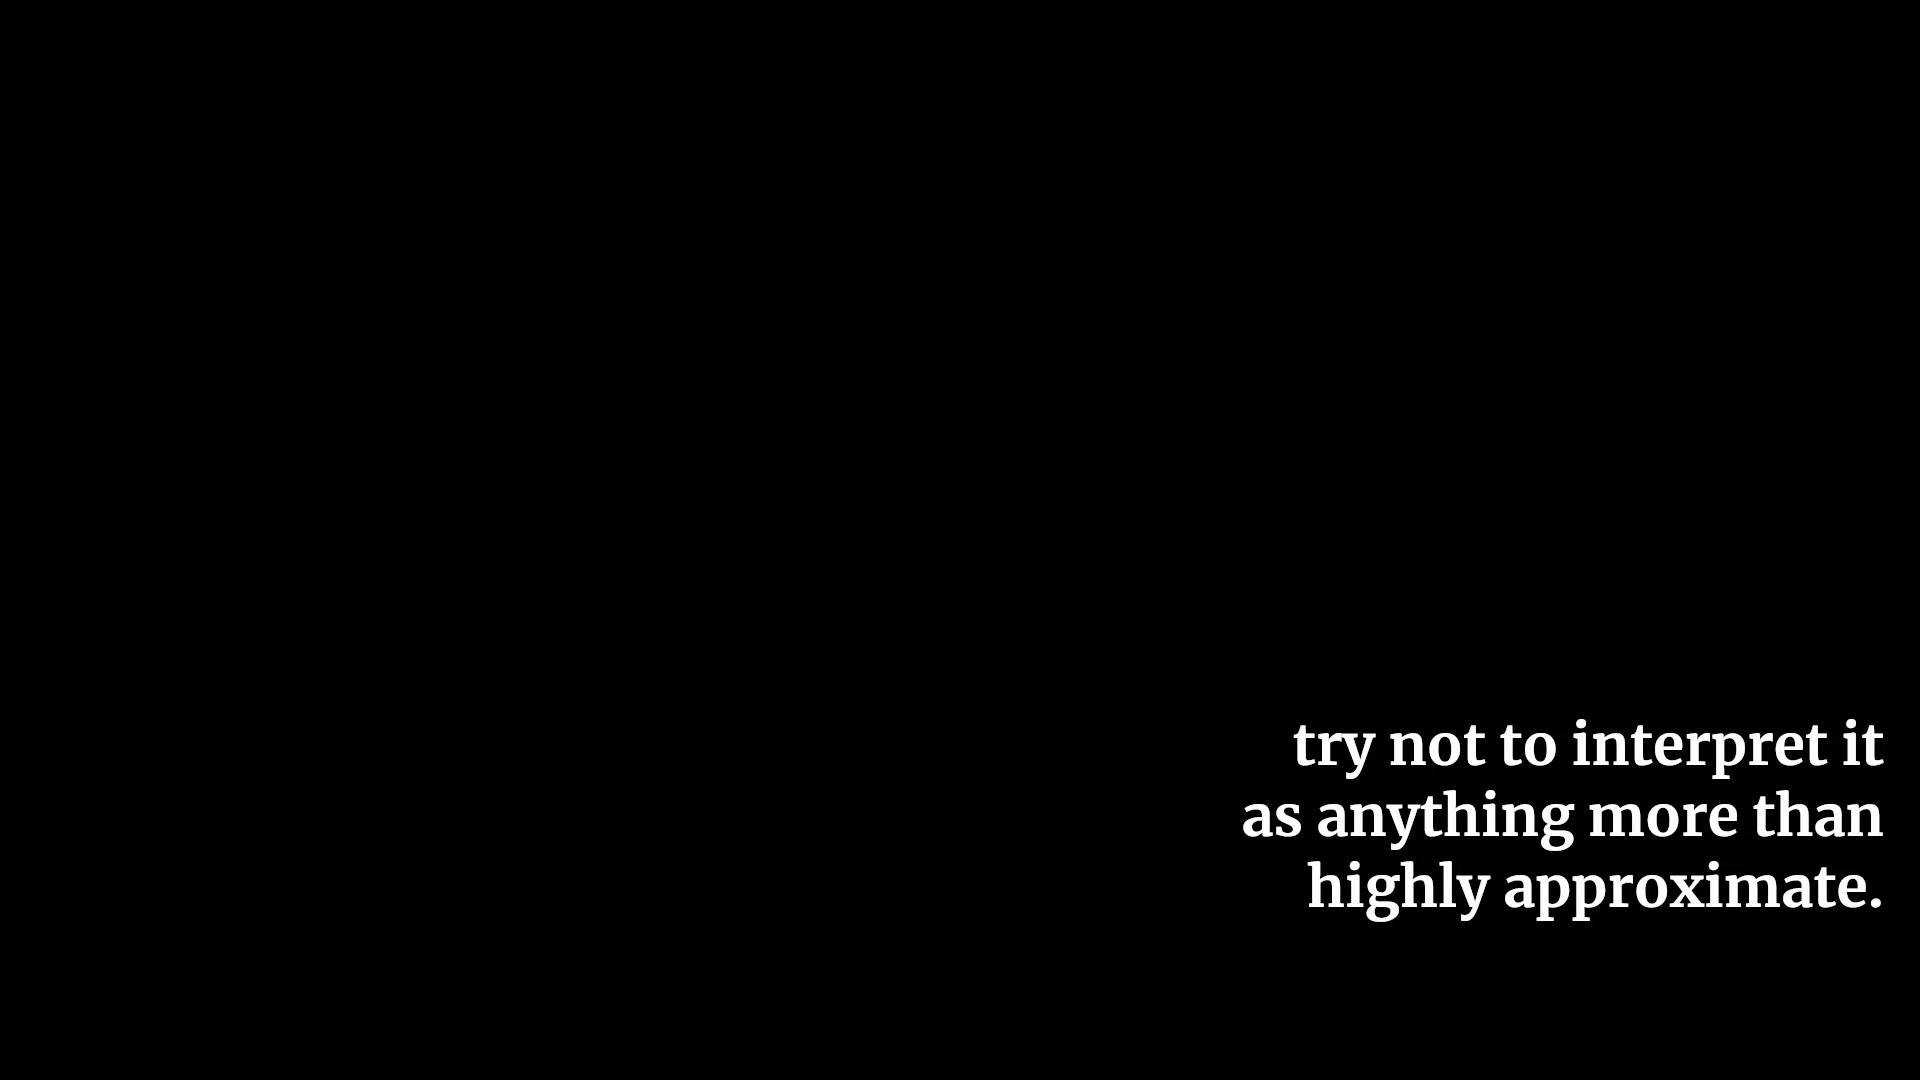 try not to interpret it
as anything more than
highly approximate.